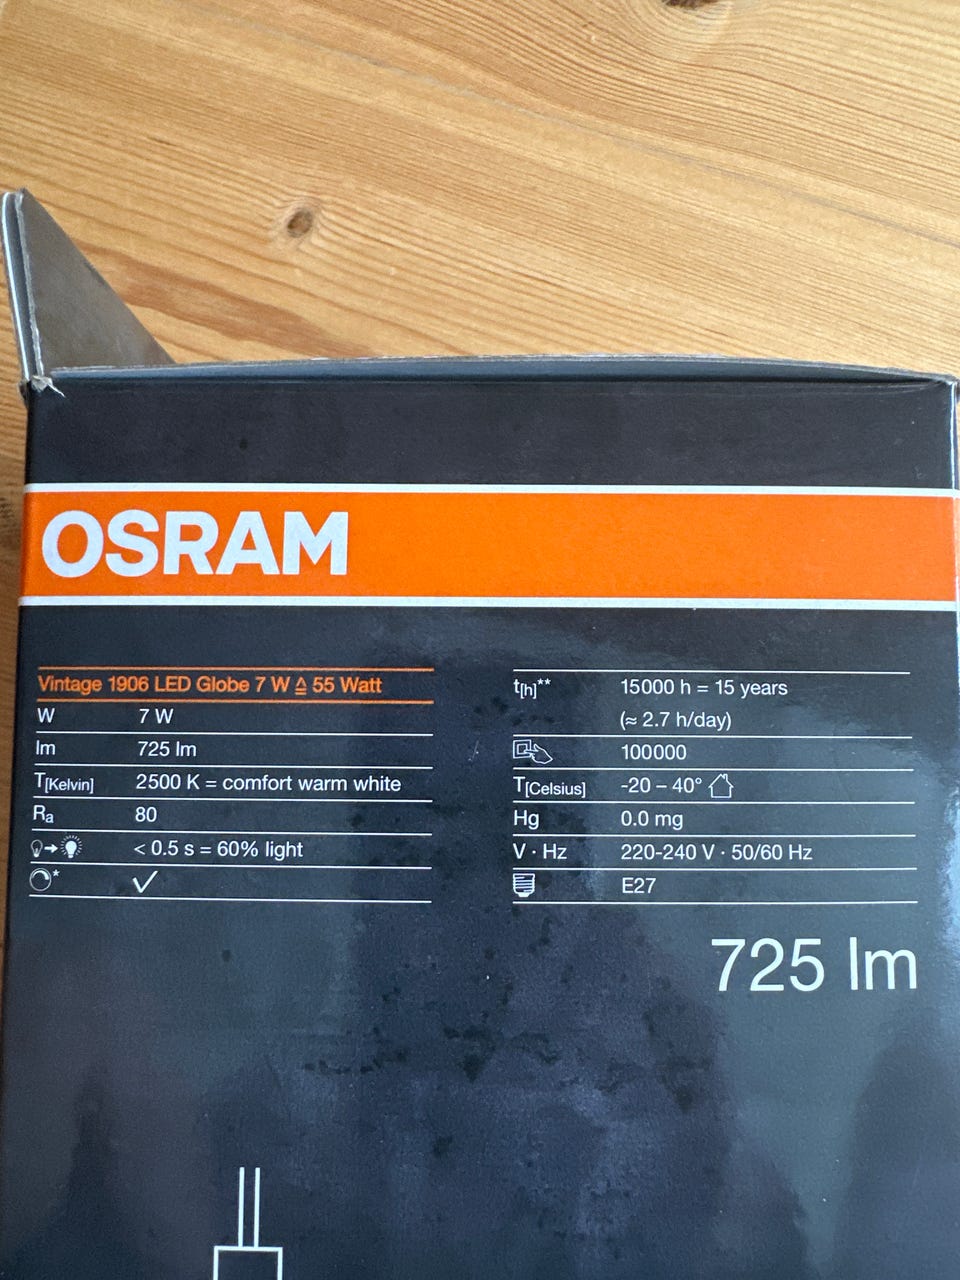 OSRAM
Vintage 1906 LED Globe 7 W ≙ 55 Watt
W 7 W
lm 725 lm
T[Kelvin] 2500 K = comfort warm white
Ra 80
< 0.5 s = 60% light
* ✓
t[h]** 15000 h = 15 years
(≈ 2.7 h/day)
100000
T[Celsius] -20 – 40°
Hg 0.0 mg
V · Hz 220-240 V · 50/60 Hz
E27
725 lm